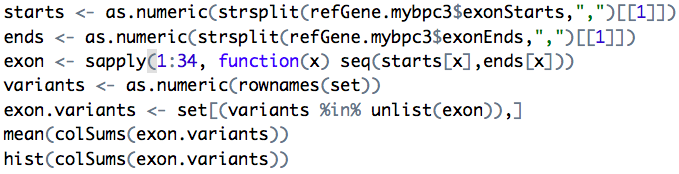 starts <- as.numeric(strsplit(refGene.mybpc3$exonStarts,",")[[1]])
ends <- as.numeric(strsplit(refGene.mybpc3$exonEnds,",")[[1]])
exon <- sapply(1:34, function(x) seq(starts[x],ends[x]))
variants <- as.numeric(rownames(set))
exon.variants <- set[(variants %in% unlist(exon)),]
mean(colSums(exon.variants))
hist(colSums(exon.variants))